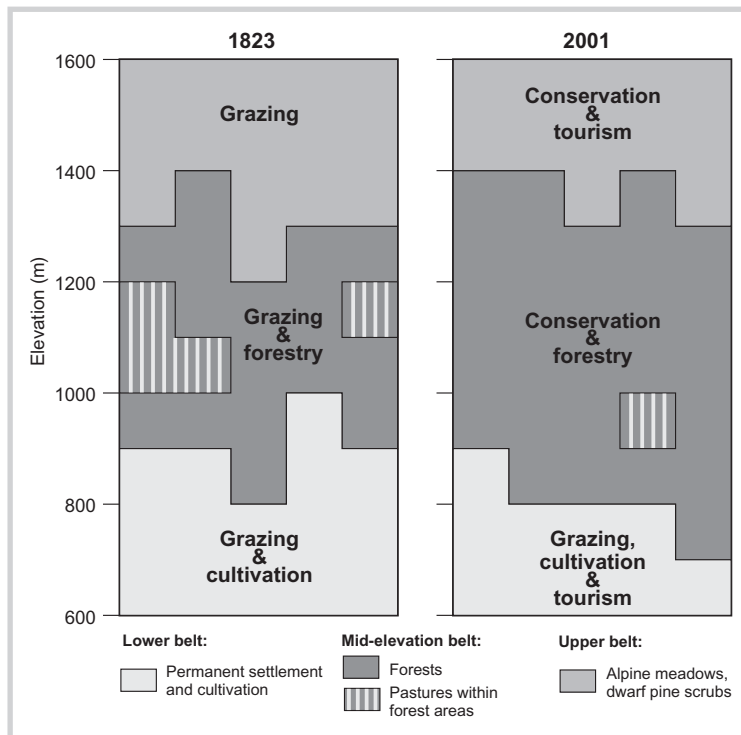 1823
2001
1600
1400
1200
1000
800
600
Elevation (m)
Grazing
Grazing
&
forestry
Grazing
&
cultivation
Conservation
&
tourism
Conservation
&
forestry
Grazing,
cultivation
&
tourism
Lower belt:
Permanent settlement
and cultivation
Mid-elevation belt:
Forests
Pastures within
forest areas
Upper belt:
Alpine meadows,
dwarf pine scrubs